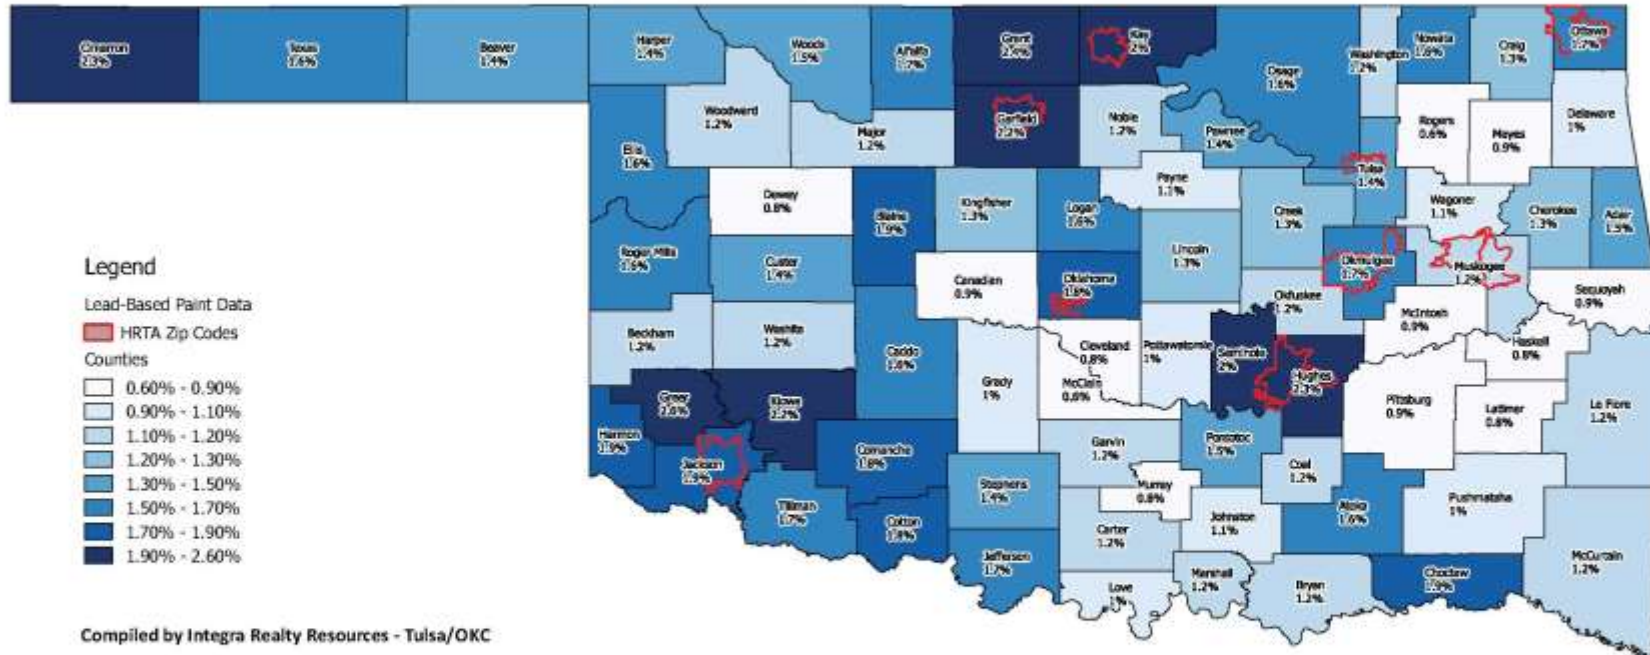 Cimarron
2.3%
Texas
1.6%
Beaver
1.4%
Harper
1.4%
Woods
1.5%
Alfalfa
1.7%
Grant
2.4%
Kay
2%
Osage
1.6%
Washington
1.2%
Nowata
1.6%
Craig
1.3%
Ottawa
1.7%
Ellis
1.6%
Woodward
1.2%
Major
1.2%
Garfield
2.2%
Noble
1.2%
Pawnee
1.4%
Rogers
0.6%
Mayes
0.9%
Delaware
1%
Dewey
0.8%
Blaine
1.9%
Kingfisher
1.3%
Logan
1.6%
Payne
1.1%
Creek
1.3%
Tulsa
1.4%
Wagoner
1.1%
Cherokee
1.3%
Adair
1.5%
Roger Mills
1.6%
Custer
1.4%
Canadian
0.9%
Oklahoma
1.8%
Lincoln
1.3%
Okfuskee
1.2%
Okmulgee
1.7%
Muskogee
1.2%
McIntosh
0.9%
Sequoyah
0.9%
Beckham
1.2%
Washita
1.2%
Caddo
1.6%
Grady
1%
Cleveland
0.8%
McClain
0.8%
Pottawatomie
1%
Seminole
2%
Hughes
2.3%
Pittsburg
0.9%
Haskell
0.8%
Latimer
0.8%
Le Flore
1.2%
Greer
2.6%
Kiowa
2.2%
Harmon
1.9%
Jackson
1.9%
Comanche
1.8%
Tillman
1.7%
Cotton
1.8%
Stephens
1.4%
Jefferson
1.7%
Garvin
1.2%
Murray
0.8%
Carter
1.2%
Love
1%
Pontotoc
1.5%
Coal
1.2%
Johnston
1.1%
Marshall
1.2%
Atoka
1.6%
Bryan
1.2%
Pushmataha
1%
Choctaw
1.9%
McCurtain
1.2%
Legend
Lead-Based Paint Data
HRTA Zip Codes
Counties
0.60% - 0.90%
0.90% - 1.10%
1.10% - 1.20%
1.20% - 1.30%
1.30% - 1.50%
1.50% - 1.70%
1.70% - 1.90%
1.90% - 2.60%
Compiled by Integra Realty Resources - Tulsa/OKC